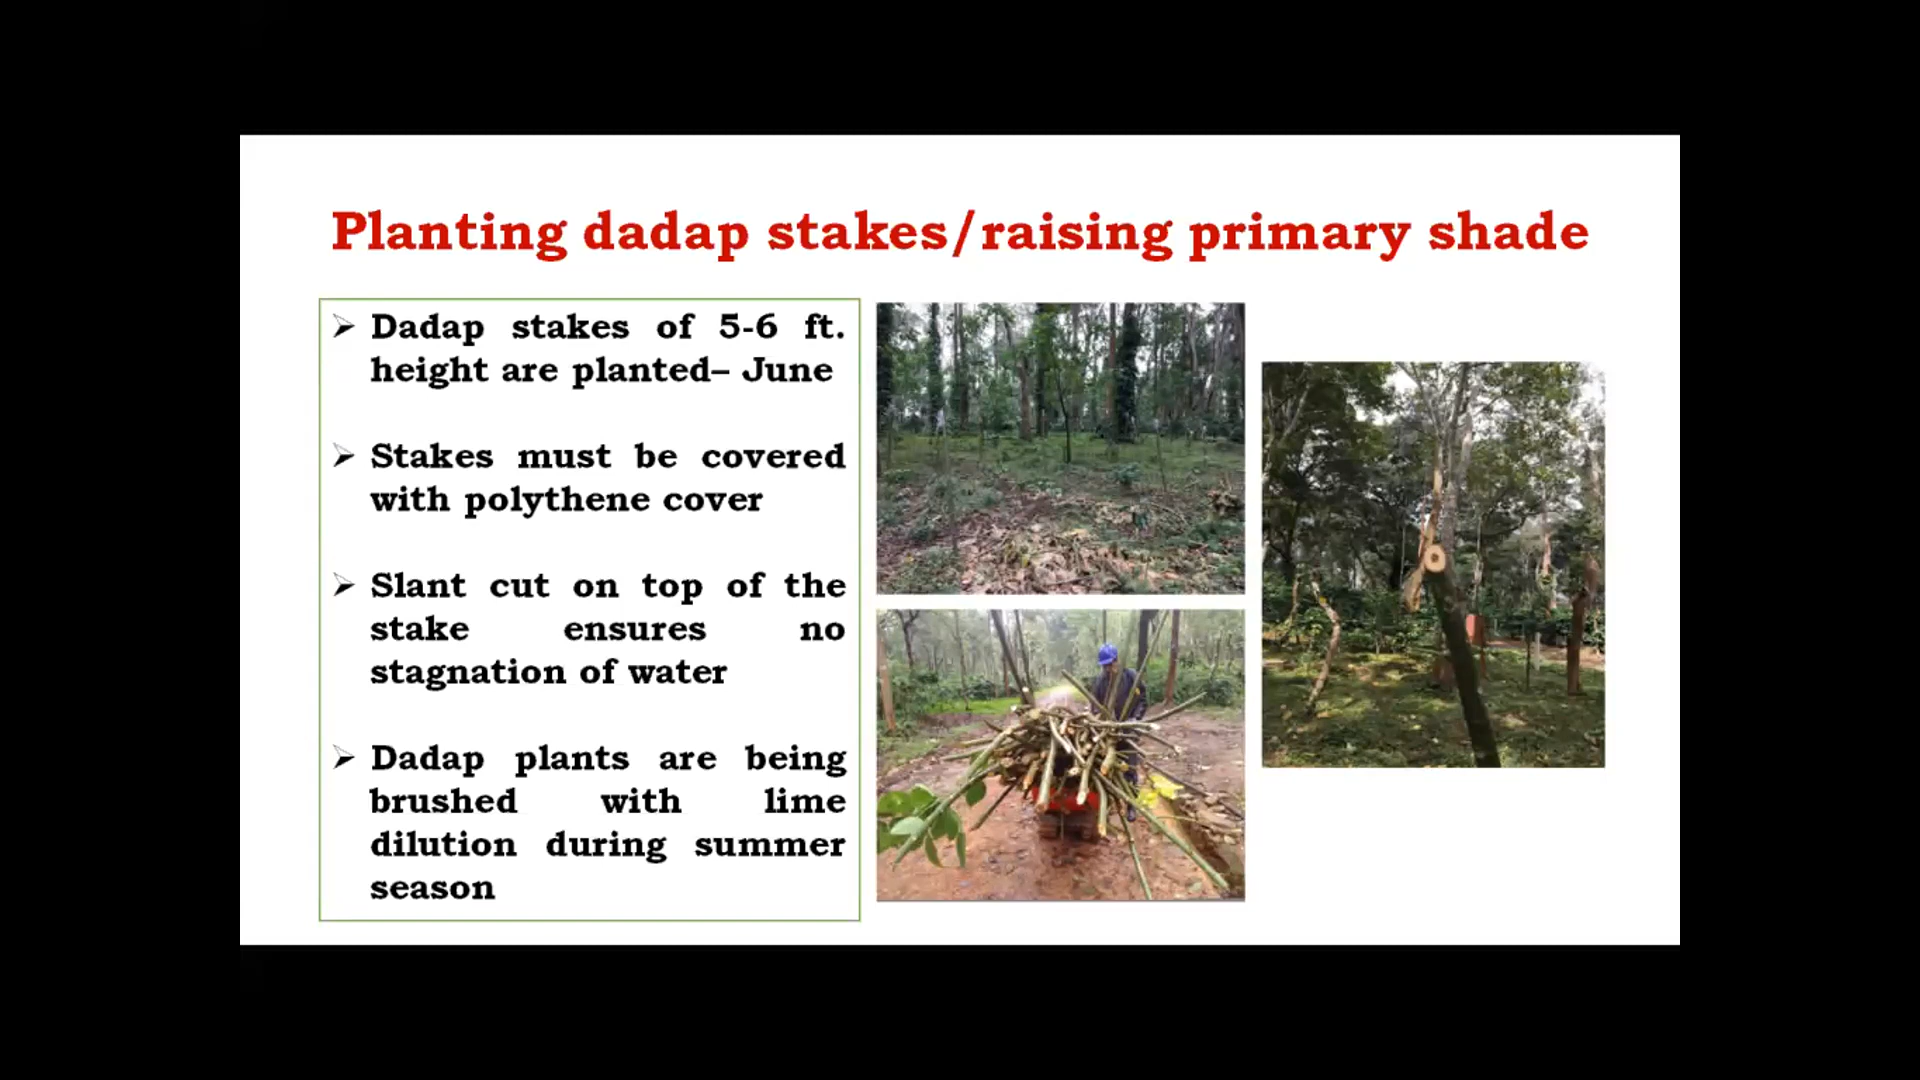 Planting dadap stakes/raising primary shade
➢ Dadap stakes of 5-6 ft.
height are planted– June
➢ Stakes must be covered
with polythene cover
➢ Slant cut on top of the
stake ensures no
stagnation of water
➢ Dadap plants are being
brushed with lime
dilution during summer
season